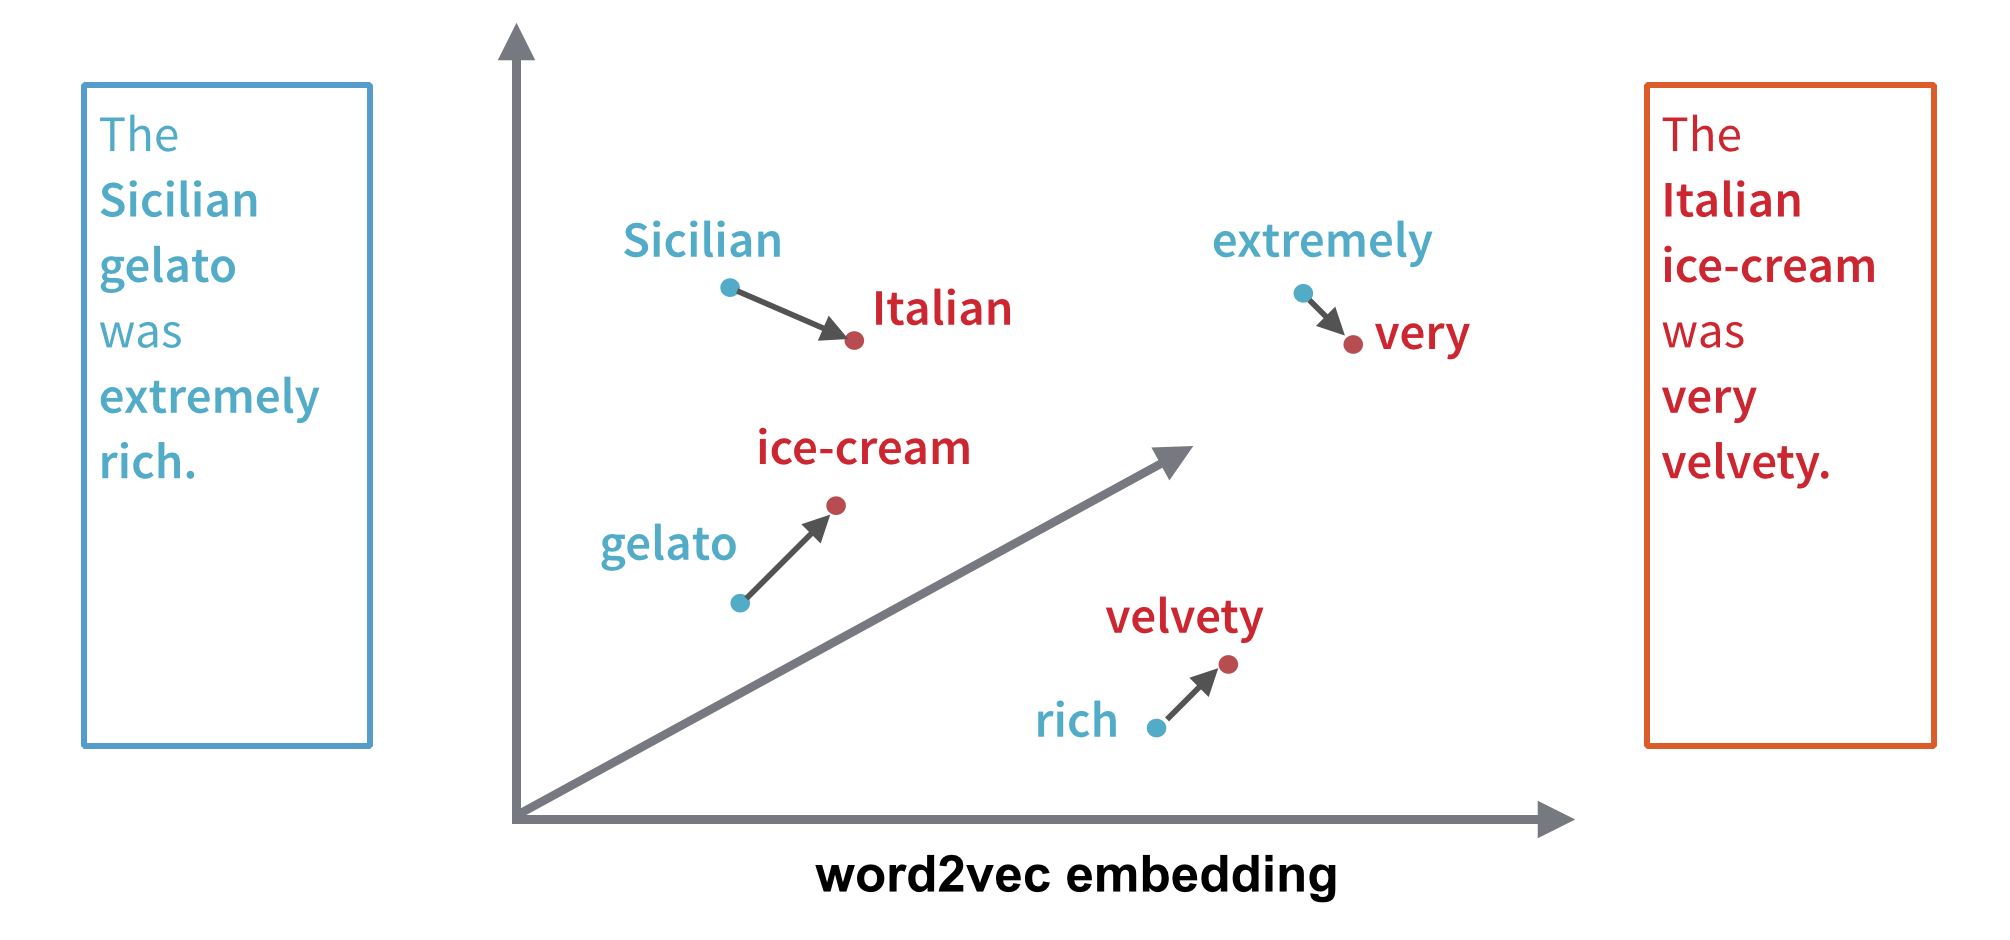 The
Sicilian
gelato
was
extremely
rich.
Sicilian
Italian
extremely
very
ice-cream
gelato
velvety
rich
word2vec embedding
The
Italian
ice-cream
was
very
velvety.